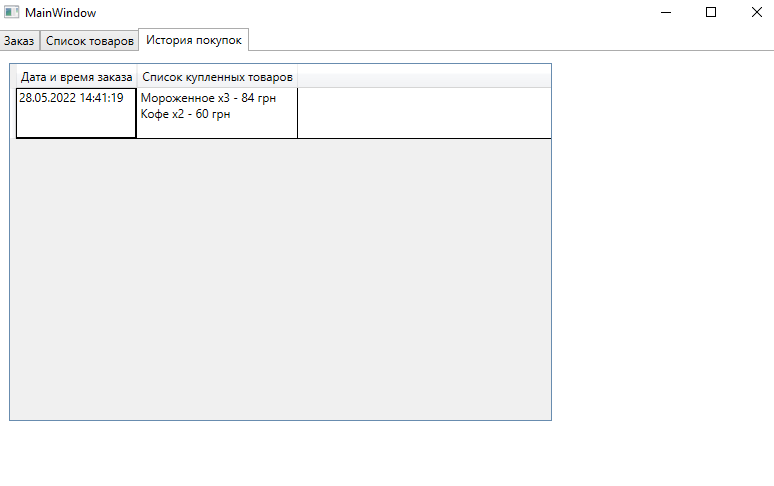 MainWindow
Заказ Список товаров История покупок
Дата и время заказа Список купленных товаров
28.05.2022 14:41:19 Мороженное x3 - 84 грн
Кофе x2 - 60 грн